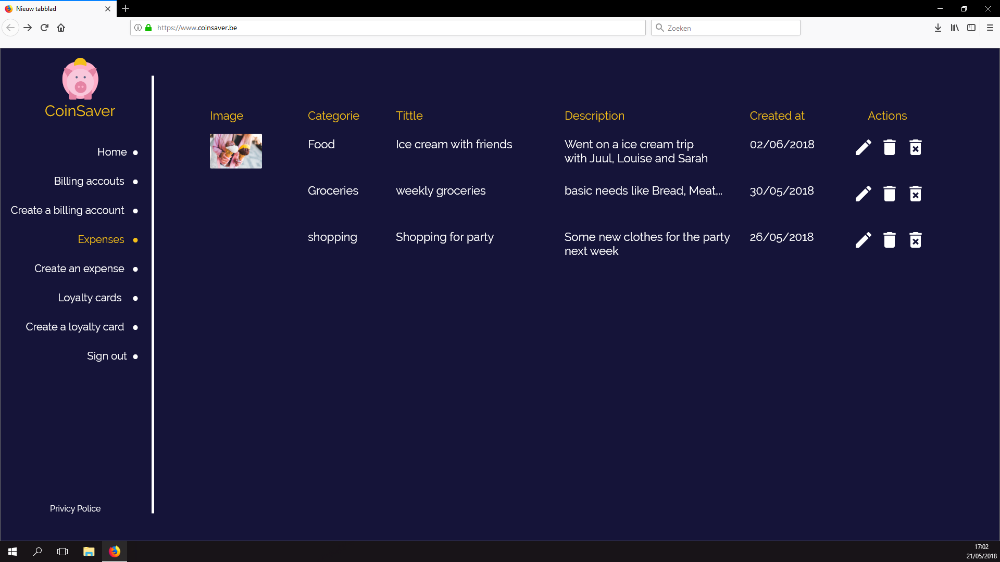 Nieuw tabblad
https://www.coinsaver.be
Zoeken
CoinSaver
Home
Billing accouts
Create a billing account
Expenses
Create an expense
Loyalty cards
Create a loyalty card
Sign out
Privicy Police
Image Categorie Tittle Description Created at Actions
Food Ice cream with friends Went on a ice cream trip 02/06/2018
with Juul, Louise and Sarah
Groceries weekly groceries basic needs like Bread, Meat,.. 30/05/2018
shopping Shopping for party Some new clothes for the party 26/05/2018
next week
17:02
21/05/2018